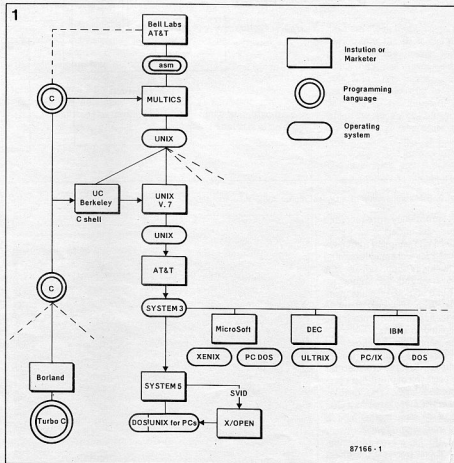 1
Bell Labs
AT&T
asm
C
MULTICS
UNIX
UC
Berkeley
C shell
UNIX
V. 7
UNIX
AT&T
C
SYSTEM 3
MicroSoft
DEC
IBM
XENIX
PC DOS
ULTRIX
PC/IX
DOS
Borland
Turbo C
SYSTEM 5
SVID
X/OPEN
DOS/UNIX for PCs
Instution or
Marketer
Programming
language
Operating
system
87166 - 1